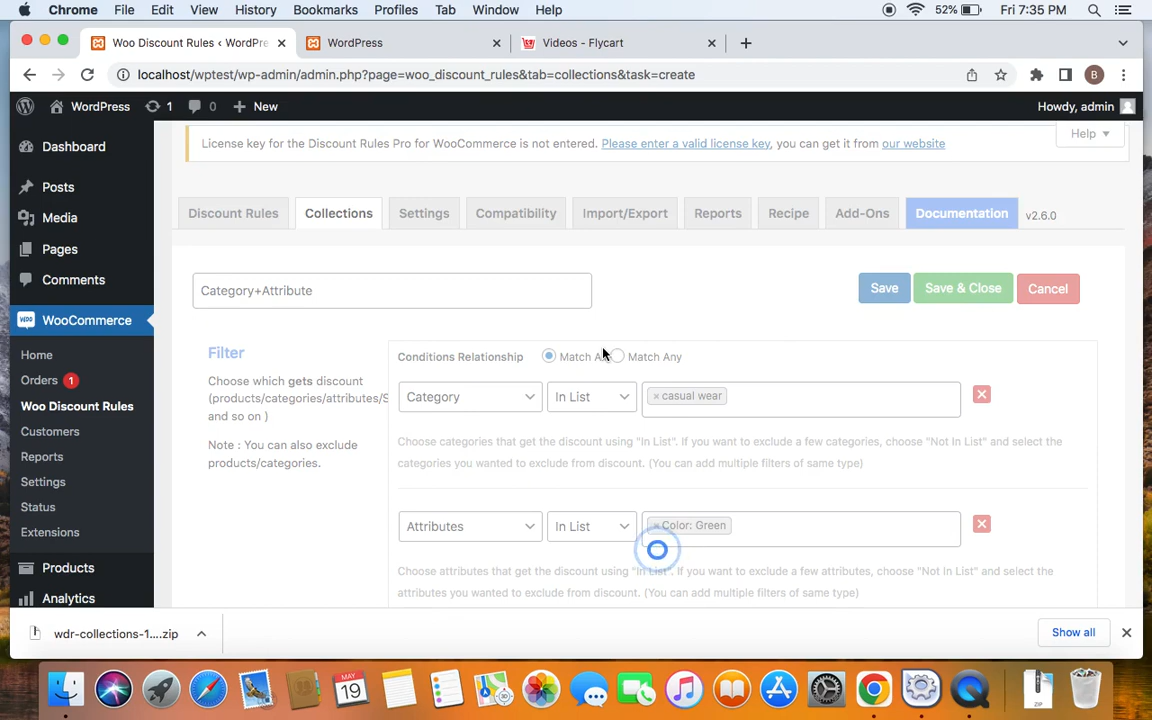 Chrome File Edit View History Bookmarks Profiles Tab Window Help 52% Fri 7:35 PM
Woo Discount Rules ‹ WordPre WordPress Videos - Flycart
localhost/wptest/wp-admin/admin.php?page=woo_discount_rules&tab=collections&task=create B
WordPress 1 0 + New Howdy, admin
License key for the Discount Rules Pro for WooCommerce is not entered. Please enter a valid license key, you can get it from our website
Help
Dashboard
Posts
Media
Pages
Comments
WooCommerce
Home
Orders 1
Woo Discount Rules
Customers
Reports
Settings
Status
Extensions
Products
Analytics
Discount Rules Collections Settings Compatibility Import/Export Reports Recipe Add-Ons Documentation v2.6.0
Category+Attribute Save Save & Close Cancel
Filter
Choose which gets discount
(products/categories/attributes/S
and so on )
Note : You can also exclude
products/categories.
Conditions Relationship Match A Match Any
Category In List × casual wear
Choose categories that get the discount using "In List". If you want to exclude a few categories, choose "Not In List" and select the
categories you wanted to exclude from discount. (You can add multiple filters of same type)
Attributes In List × Color: Green
Choose attributes that get the discount using "In List". If you want to exclude a few attributes, choose "Not In List" and select the
attributes you wanted to exclude from discount. (You can add multiple filters of same type)
wdr-collections-1....zip Show all
MAY
19
ZIP